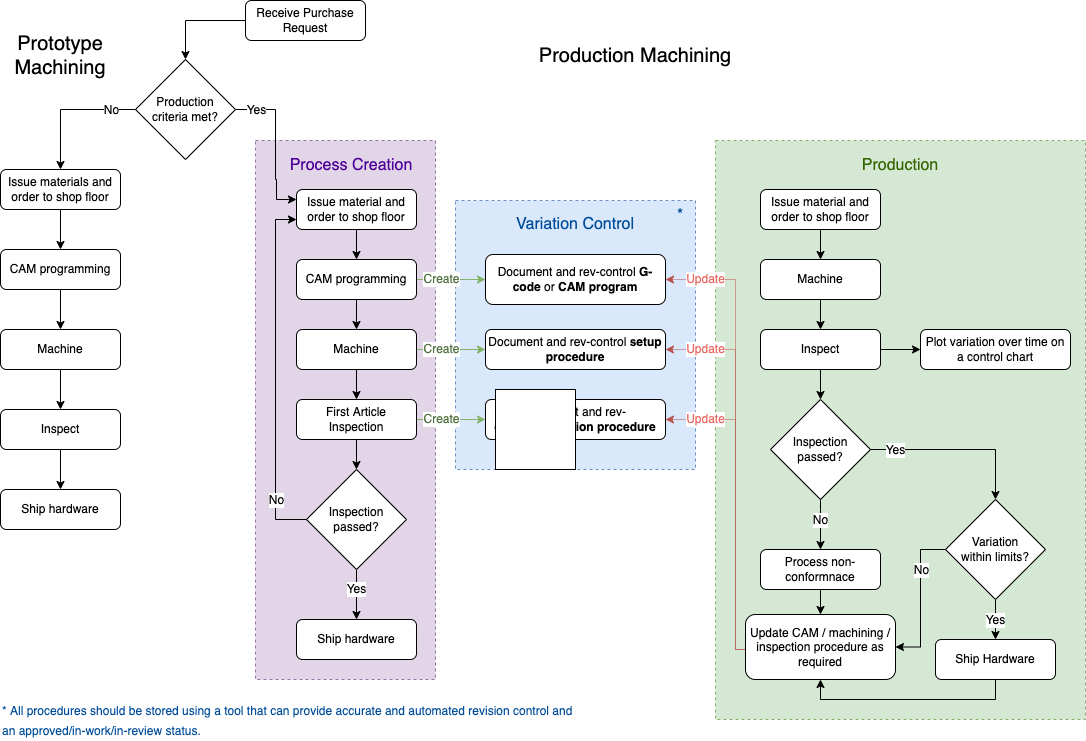 Receive Purchase
Request
Prototype
Machining
Production Machining
Production
criteria met?
No
Yes
Issue materials and
order to shop floor
CAM programming
Machine
Inspect
Ship hardware
Process Creation
Issue material and
order to shop floor
CAM programming
Machine
First Article
Inspection
Inspection
passed?
No
Yes
Ship hardware
Create
Create
Create
*
Variation Control
Document and rev-control G-
code or CAM program
Document and rev-control setup
procedure
t and rev-
ion procedure
Update
Update
Update
Production
Issue material and
order to shop floor
Machine
Inspect
Plot variation over time on
a control chart
Inspection
passed?
Yes
No
Variation
within limits?
No
Yes
Process non-
conformnace
Update CAM / machining /
inspection procedure as
required
Ship Hardware
* All procedures should be stored using a tool that can provide accurate and automated revision control and
an approved/in-work/in-review status.